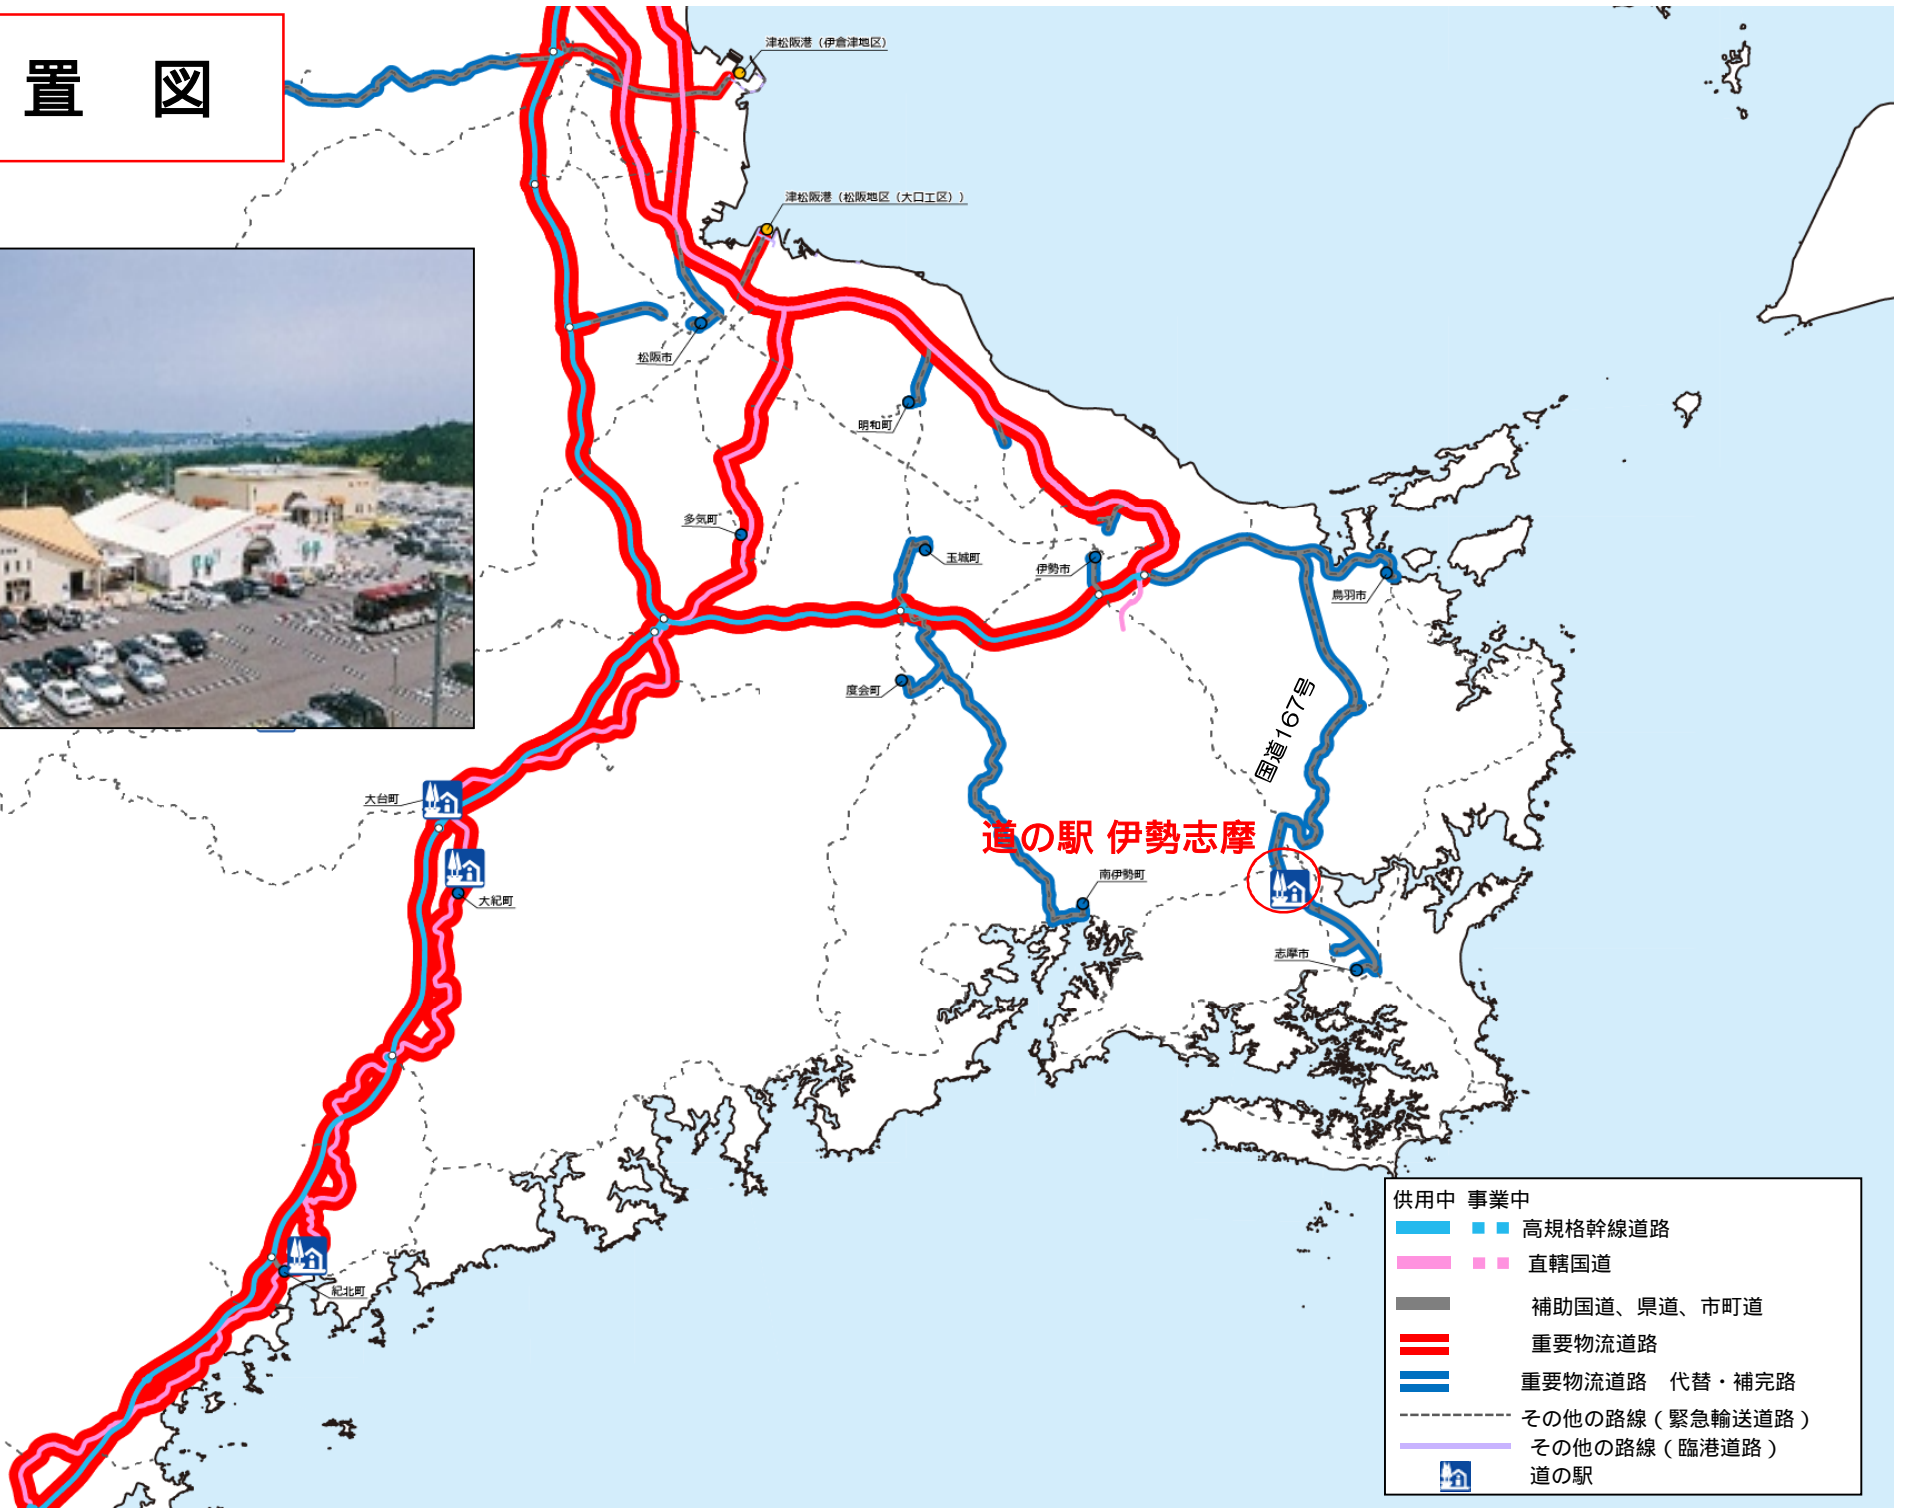 置 図
津松阪港（伊倉津地区）
津松阪港（松阪地区（大口工区））
松阪市
明和町
多気町
玉城町
伊勢市
鳥羽市
度会町
国道167号
大台町
道の駅 伊勢志摩
大紀町
南伊勢町
志摩市
紀北町
供用中 事業中
高規格幹線道路
直轄国道
補助国道、県道、市町道
重要物流道路
重要物流道路　代替・補完路
その他の路線（緊急輸送道路）
その他の路線（臨港道路）
道の駅